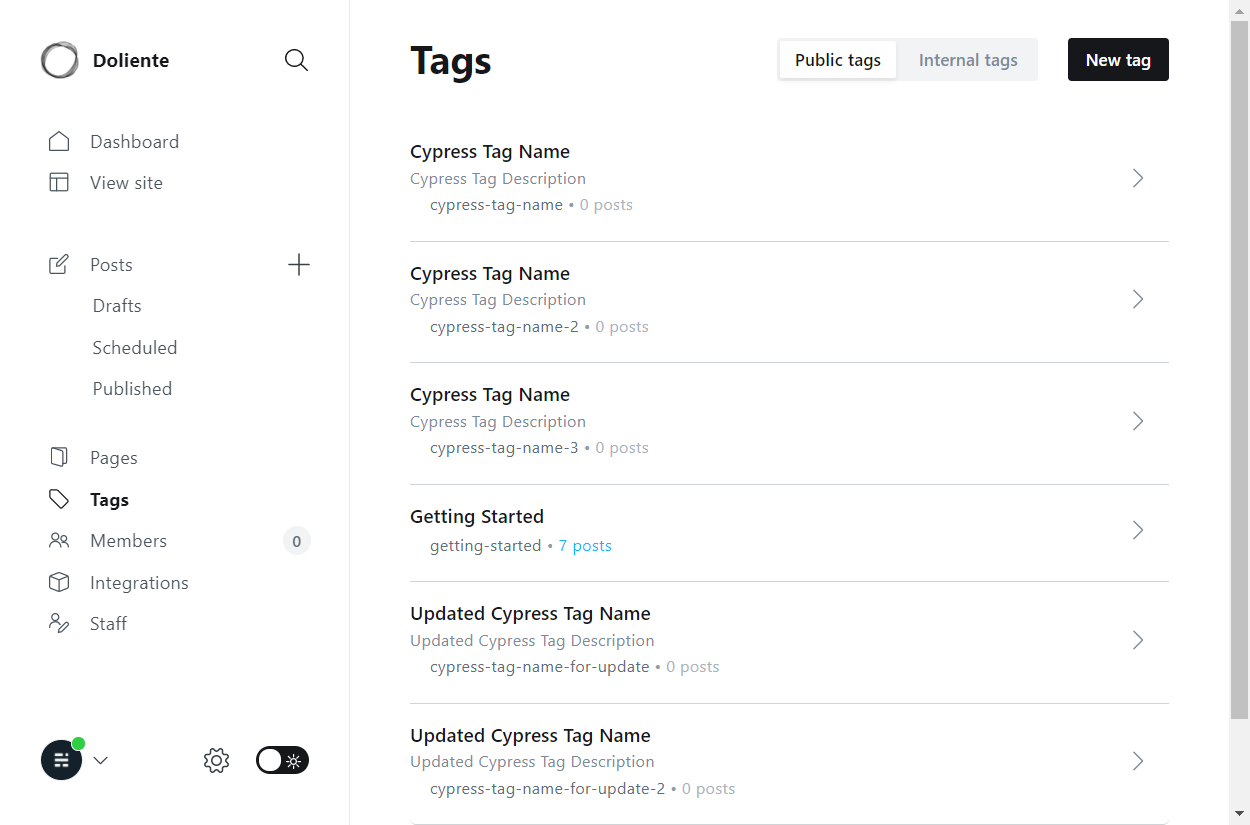 Doliente
Dashboard
View site
Posts
Drafts
Scheduled
Published
Pages
Tags
Members
0
Integrations
Staff
Tags
Public tags
Internal tags
New tag
Cypress Tag Name
Cypress Tag Description
cypress-tag-name • 0 posts
Cypress Tag Name
Cypress Tag Description
cypress-tag-name-2 • 0 posts
Cypress Tag Name
Cypress Tag Description
cypress-tag-name-3 • 0 posts
Getting Started
getting-started • 7 posts
Updated Cypress Tag Name
Updated Cypress Tag Description
cypress-tag-name-for-update • 0 posts
Updated Cypress Tag Name
Updated Cypress Tag Description
cypress-tag-name-for-update-2 • 0 posts